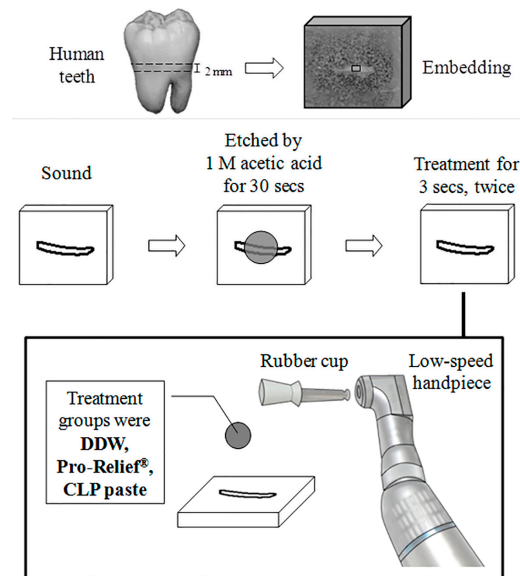 Human
teeth
2 mm
Embedding
Sound
Etched by
1 M acetic acid
for 30 secs
Treatment for
3 secs, twice
Rubber cup
Low-speed
handpiece
Treatment
groups were
DDW,
Pro-Relief®,
CLP paste